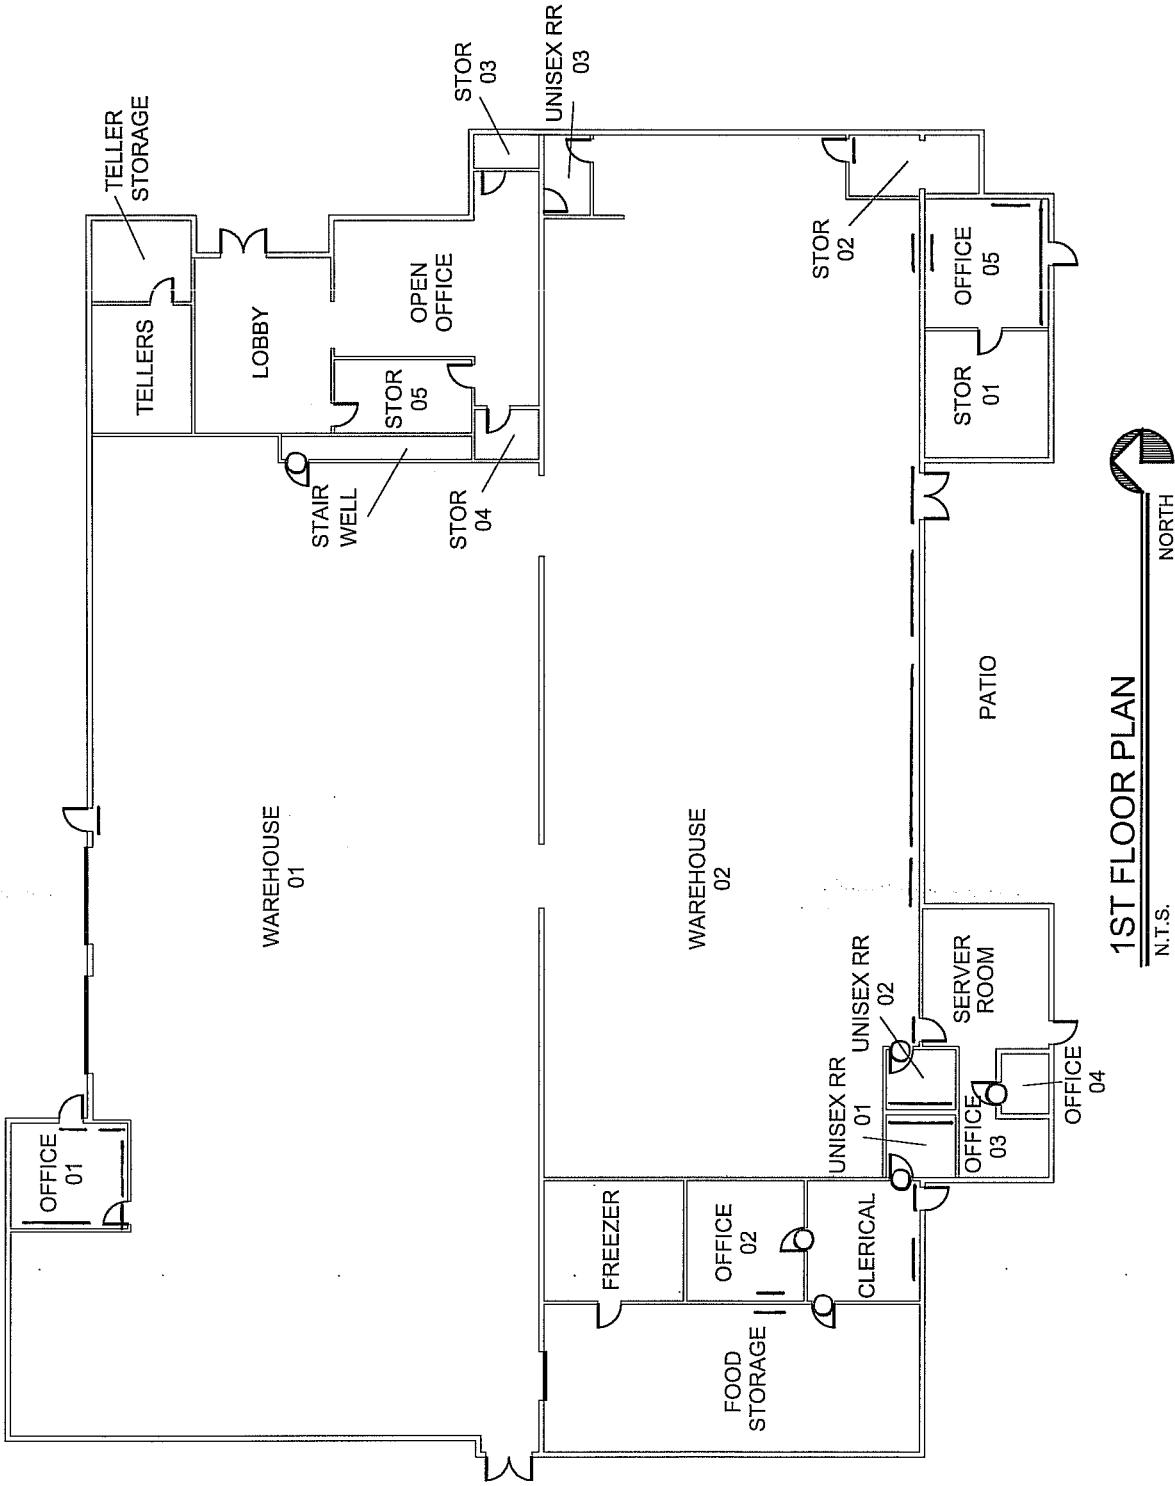 TELLER
STORAGE
TELLERS
LOBBY
OPEN
OFFICE
STOR
05
STOR
03
UNISEX RR
03
STAIR
WELL
STOR
04
STOR
02
OFFICE
05
STOR
01
WAREHOUSE
01
WAREHOUSE
02
PATIO
OFFICE
01
UNISEX RR
02
UNISEX RR
01
SERVER
ROOM
OFFICE
03
OFFICE
04
FREEZER
OFFICE
02
CLERICAL
FOOD
STORAGE
1ST FLOOR PLAN
N.T.S.
NORTH